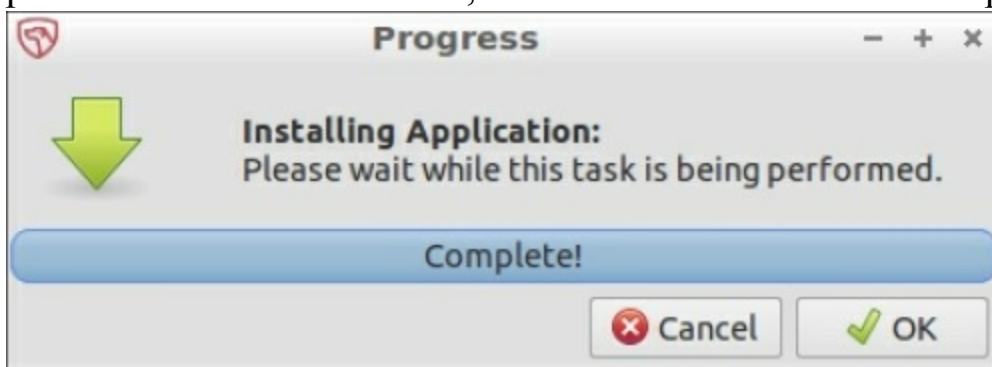 Progress
Installing Application:
Please wait while this task is being performed.
Complete!
Cancel
OK